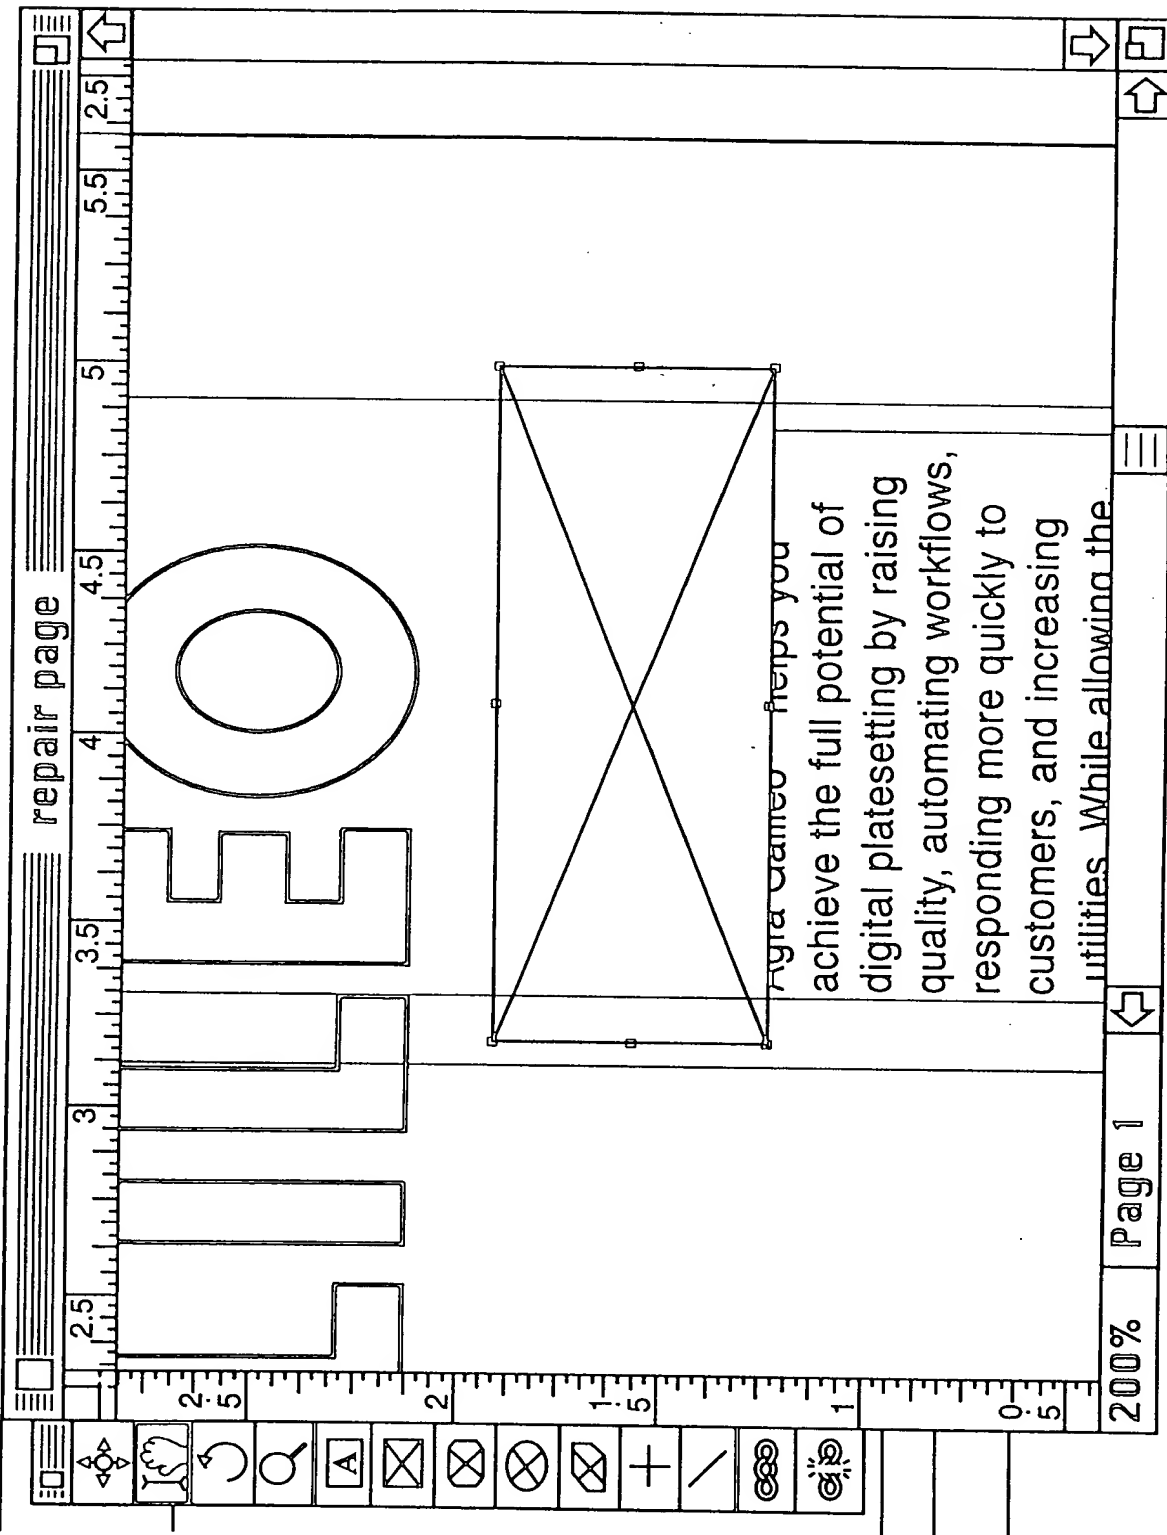 repair page
2.5 3 3.5 4 4.5 5 5.5 2.5
LILEO
2.5
2
1.5
1
0.5
A
Agfa Galileo helps you
achieve the full potential of
digital platesetting by raising
quality, automating workflows,
responding more quickly to
customers, and increasing
utilities. While allowing the
200% Page 1